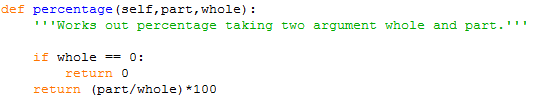 def percentage(self,part,whole):
    '''Works out percentage taking two argument whole and part.'''
    if whole == 0:
        return 0
    return (part/whole)*100